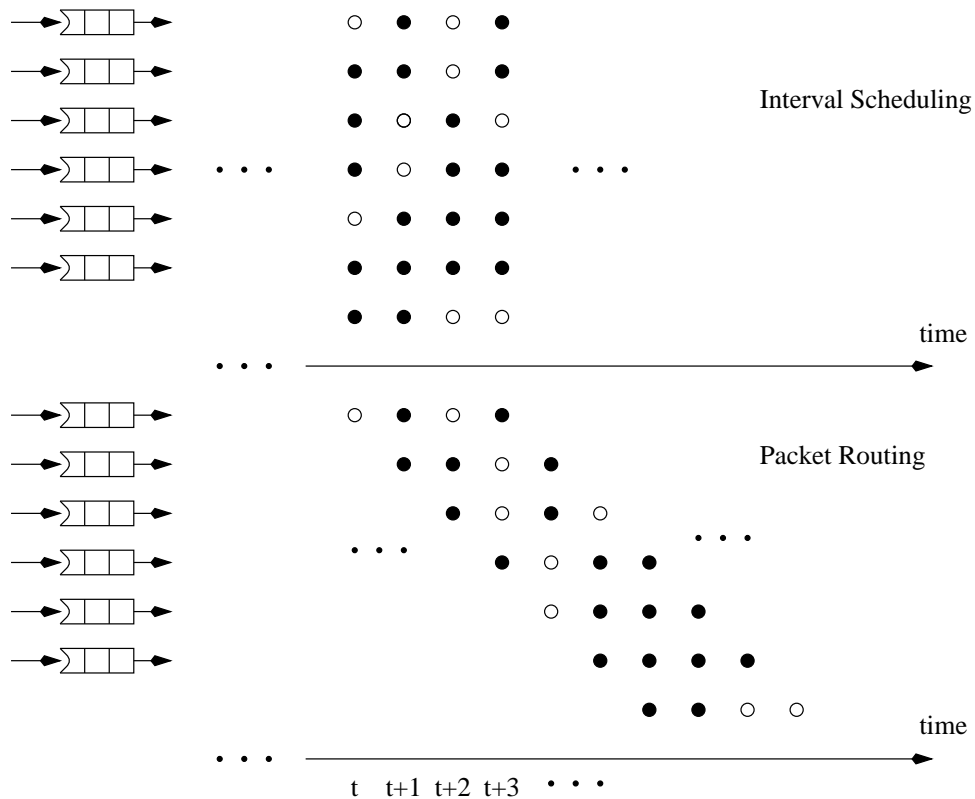 Interval Scheduling
time
Packet Routing
time
t t+1 t+2 t+3